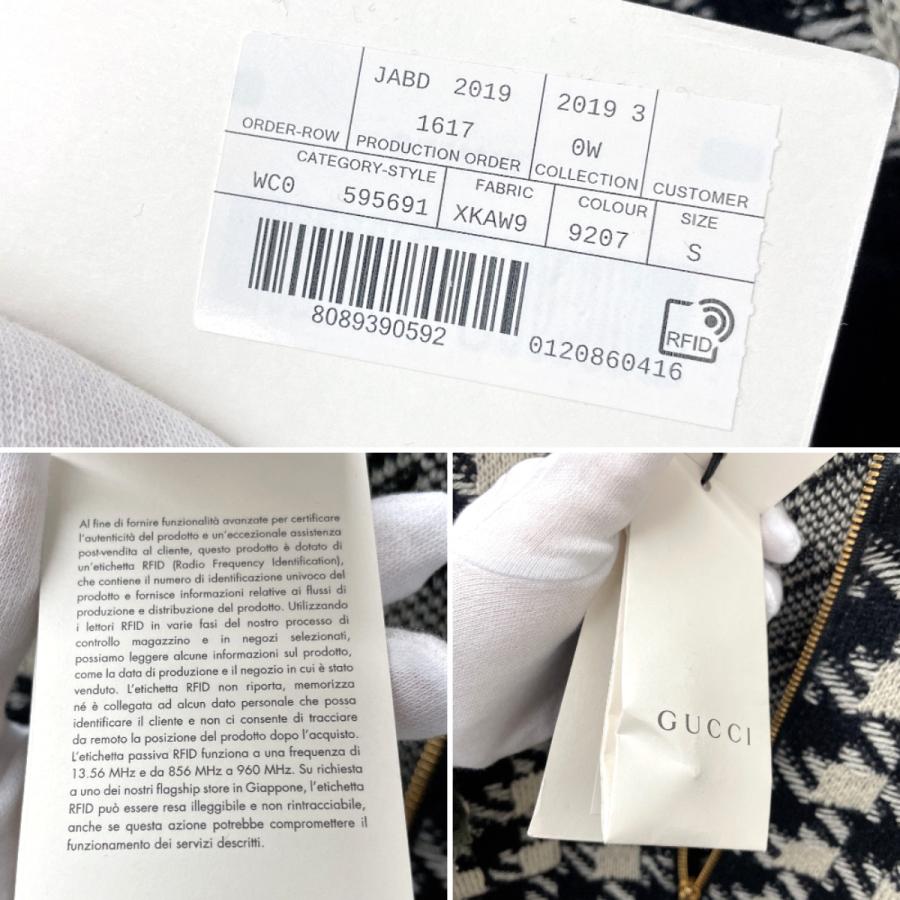 JABD 2019
2019 3
1617
0W
ORDER-ROW
PRODUCTION ORDER
COLLECTION
CUSTOMER
CATEGORY-STYLE
FABRIC
COLOUR
SIZE
WC0 595691
XKAW9
9207
S
8089390592
0120860416
RFID
Al fine di fornire funzionalità avanzate per certificare
l'autenticità del prodotto e un'eccezionale assistenza
post-vendita al cliente, questo prodotto è dotato di
un'etichetta RFID (Radio Frequency Identification),
che contiene il numero di identificazione univoco del
prodotto e fornisce informazioni relative ai flussi di
produzione e distribuzione del prodotto. Utilizzando
i lettori RFID in varie fasi del nostro processo di
controllo magazzino e in negozi selezionati,
possiamo leggere alcune informazioni sul prodotto,
come la data di produzione e il negozio in cui è stato
venduto. L'etichetta RFID non riporta, memorizza
né è collegata ad alcun dato personale che possa
identificare il cliente e non ci consente di tracciare
da remoto la posizione del prodotto dopo l'acquisto.
L'etichetta passiva RFID funziona a una frequenza di
13.56 MHz e da 856 MHz a 960 MHz. Su richiesta
a uno dei nostri flagship store in Giappone, l'etichetta
RFID può essere resa illeggibile e non rintracciabile,
anche se questa azione potrebbe compromettere il
funzionamento dei servizi descritti.
GUCCI